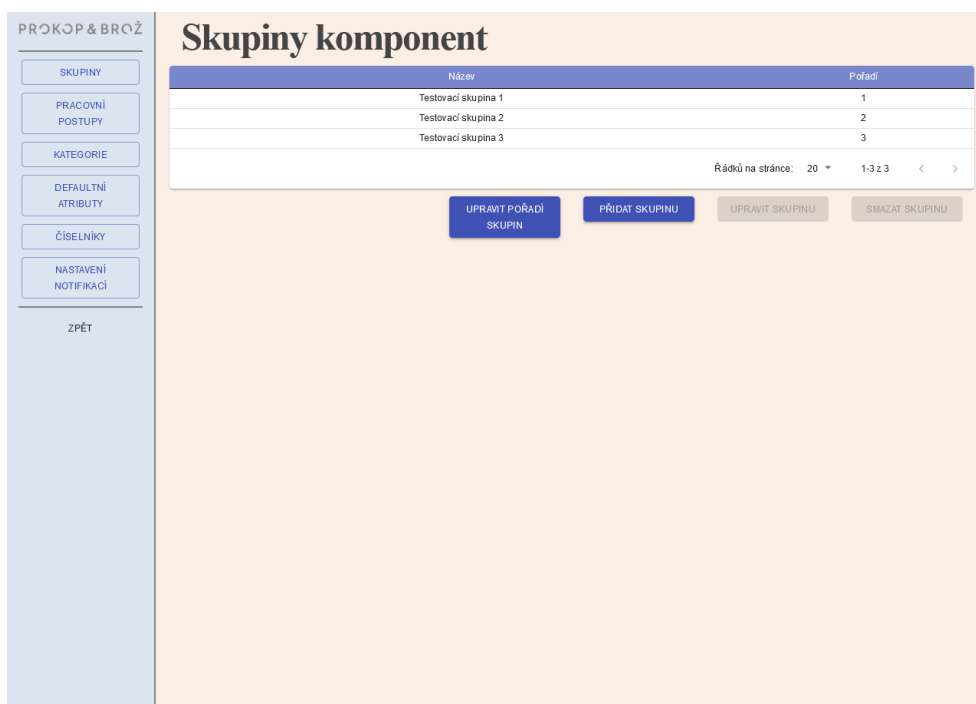 PROKOP & BROŽ
SKUPINY
PRACOVNÍ
POSTUPY
KATEGORIE
DEFAULTNÍ
ATRIBUTY
ČÍSELNÍKY
NASTAVENÍ
NOTIFIKACÍ
ZPĚT
Skupiny komponent
Název Pořadí
Testovací skupina 1 1
Testovací skupina 2 2
Testovací skupina 3 3
Řádků na stránce: 20 1-3 z 3
UPRAVIT POŘADÍ
SKUPIN
PŘIDAT SKUPINU
UPRAVIT SKUPINU
SMAZAT SKUPINU